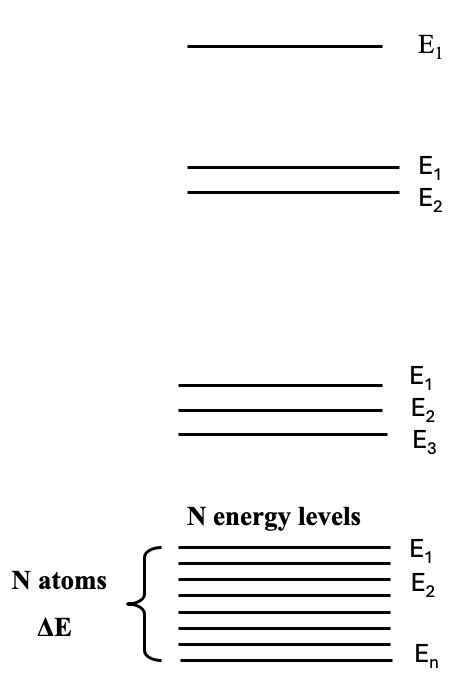 E₁
E₁
E₂
E₁
E₂
E₃
N energy levels
E₁
N atoms
E₂
ΔE
Eₙ